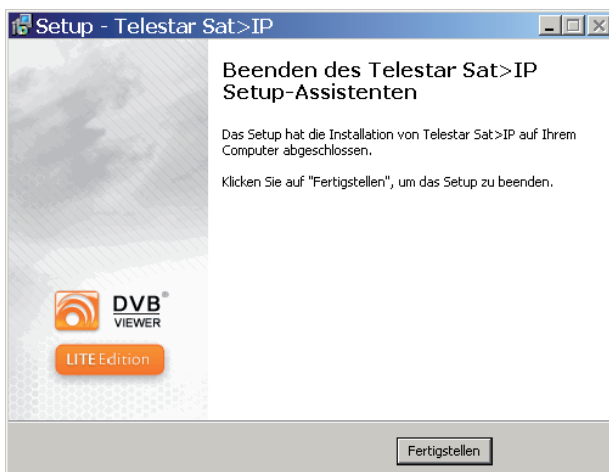 Setup - Telestar Sat>IP
Beenden des Telestar Sat>IP
Setup-Assistenten
Das Setup hat die Installation von Telestar Sat>IP auf Ihrem
Computer abgeschlossen.
Klicken Sie auf "Fertigstellen", um das Setup zu beenden.
DVB®
VIEWER
LITE Edition
Fertigstellen